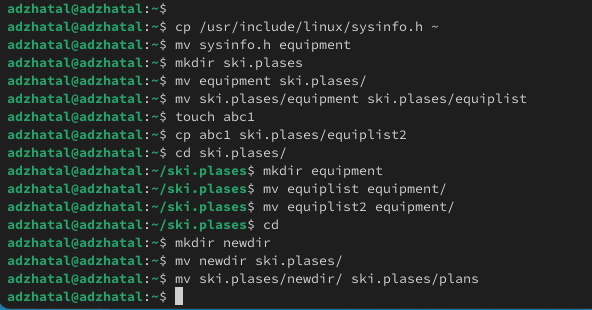 adzhatal@adzhatal:~$
adzhatal@adzhatal:~$ cp /usr/include/linux/sysinfo.h ~
adzhatal@adzhatal:~$ mv sysinfo.h equipment
adzhatal@adzhatal:~$ mkdir ski.plases
adzhatal@adzhatal:~$ mv equipment ski.plases/
adzhatal@adzhatal:~$ mv ski.plases/equipment ski.plases/equiplist
adzhatal@adzhatal:~$ touch abc1
adzhatal@adzhatal:~$ cp abc1 ski.plases/equiplist2
adzhatal@adzhatal:~$ cd ski.plases/
adzhatal@adzhatal:~/ski.plases$ mkdir equipment
adzhatal@adzhatal:~/ski.plases$ mv equiplist equipment/
adzhatal@adzhatal:~/ski.plases$ mv equiplist2 equipment/
adzhatal@adzhatal:~/ski.plases$ cd
adzhatal@adzhatal:~$ mkdir newdir
adzhatal@adzhatal:~$ mv newdir ski.plases/
adzhatal@adzhatal:~$ mv ski.plases/newdir/ ski.plases/plans
adzhatal@adzhatal:~$